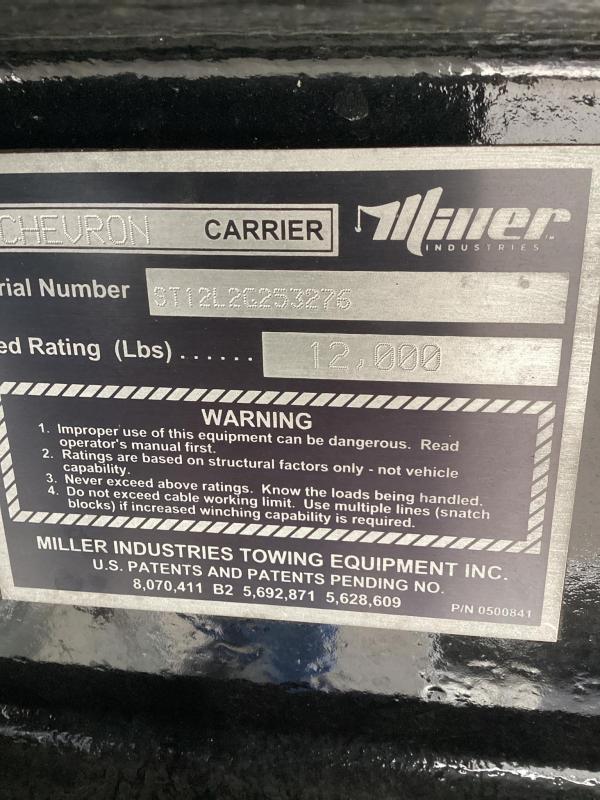 CHEVRON CARRIER Miller
INDUSTRIES
rial Number ST12L2G253276
ed Rating (Lbs) ...... 12,000
WARNING
1. Improper use of this equipment can be dangerous. Read
operator's manual first.
2. Ratings are based on structural factors only - not vehicle
capability.
3. Never exceed above ratings. Know the loads being handled.
4. Do not exceed cable working limit. Use multiple lines (snatch
blocks) if increased winching capability is required.
MILLER INDUSTRIES TOWING EQUIPMENT INC.
U.S. PATENTS AND PATENTS PENDING NO.
8,070,411 B2 5,692,871 5,628,609
P/N 0500841